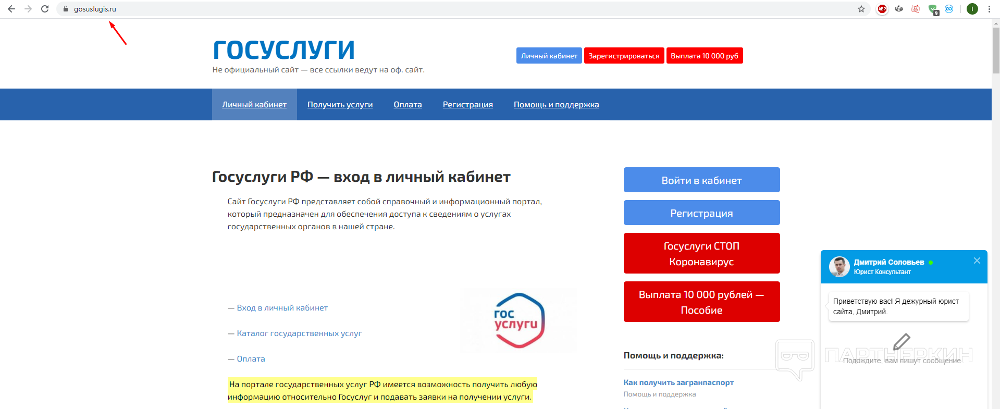 gosuslugis.ru
ABP
9
I
ГОСУСЛУГИ
Не официальный сайт — все ссылки ведут на оф. сайт.
Личный кабинет
Зарегистрироваться
Выплата 10 000 руб
Личный кабинет
Получить услуги
Оплата
Регистрация
Помощь и поддержка
Госуслуги РФ — вход в личный кабинет
Сайт Госуслуги РФ представляет собой справочный и информационный портал,
который предназначен для обеспечения доступа к сведениям о услугах
государственных органов в нашей стране.
— Вход в личный кабинет
— Каталог государственных услуг
— Оплата
гос
услуги
На портале государственных услуг РФ имеется возможность получить любую
информацию относительно Госуслуг и подавать заявки на получении услуги.
Войти в кабинет
Регистрация
Госуслуги СТОП
Коронавирус
Выплата 10 000 рублей —
Пособие
Помощь и поддержка:
Как получить загранпаспорт
Помощь и поддержка
Дмитрий Соловьев
Юрист Консультант
Приветствую вас! Я дежурный юрист
сайта, Дмитрий.
ПАРТНЕРКИН
Подождите, вам пишут сообщение